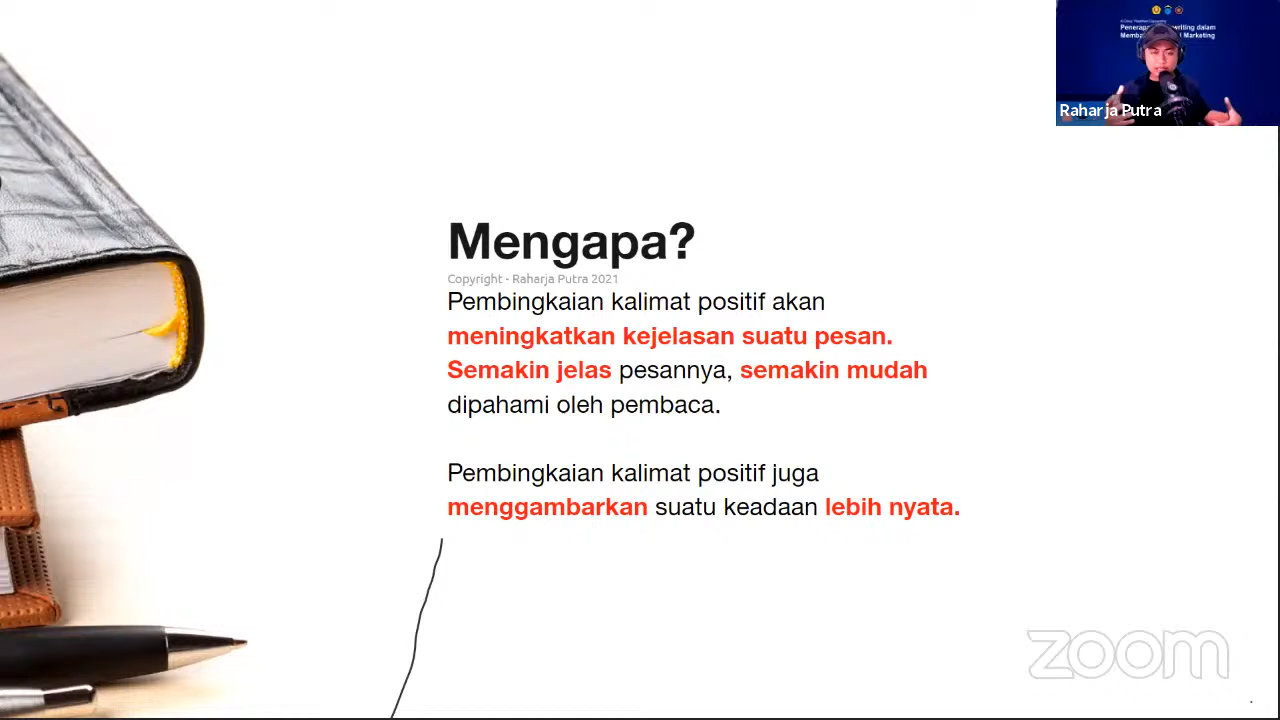 Mengapa?
Copyright - Raharja Putra 2021
Pembingkaian kalimat positif akan
meningkatkan kejelasan suatu pesan.
Semakin jelas pesannya, semakin mudah
dipahami oleh pembaca.
Pembingkaian kalimat positif juga
menggambarkan suatu keadaan lebih nyata.
Raharja Putra
zoom